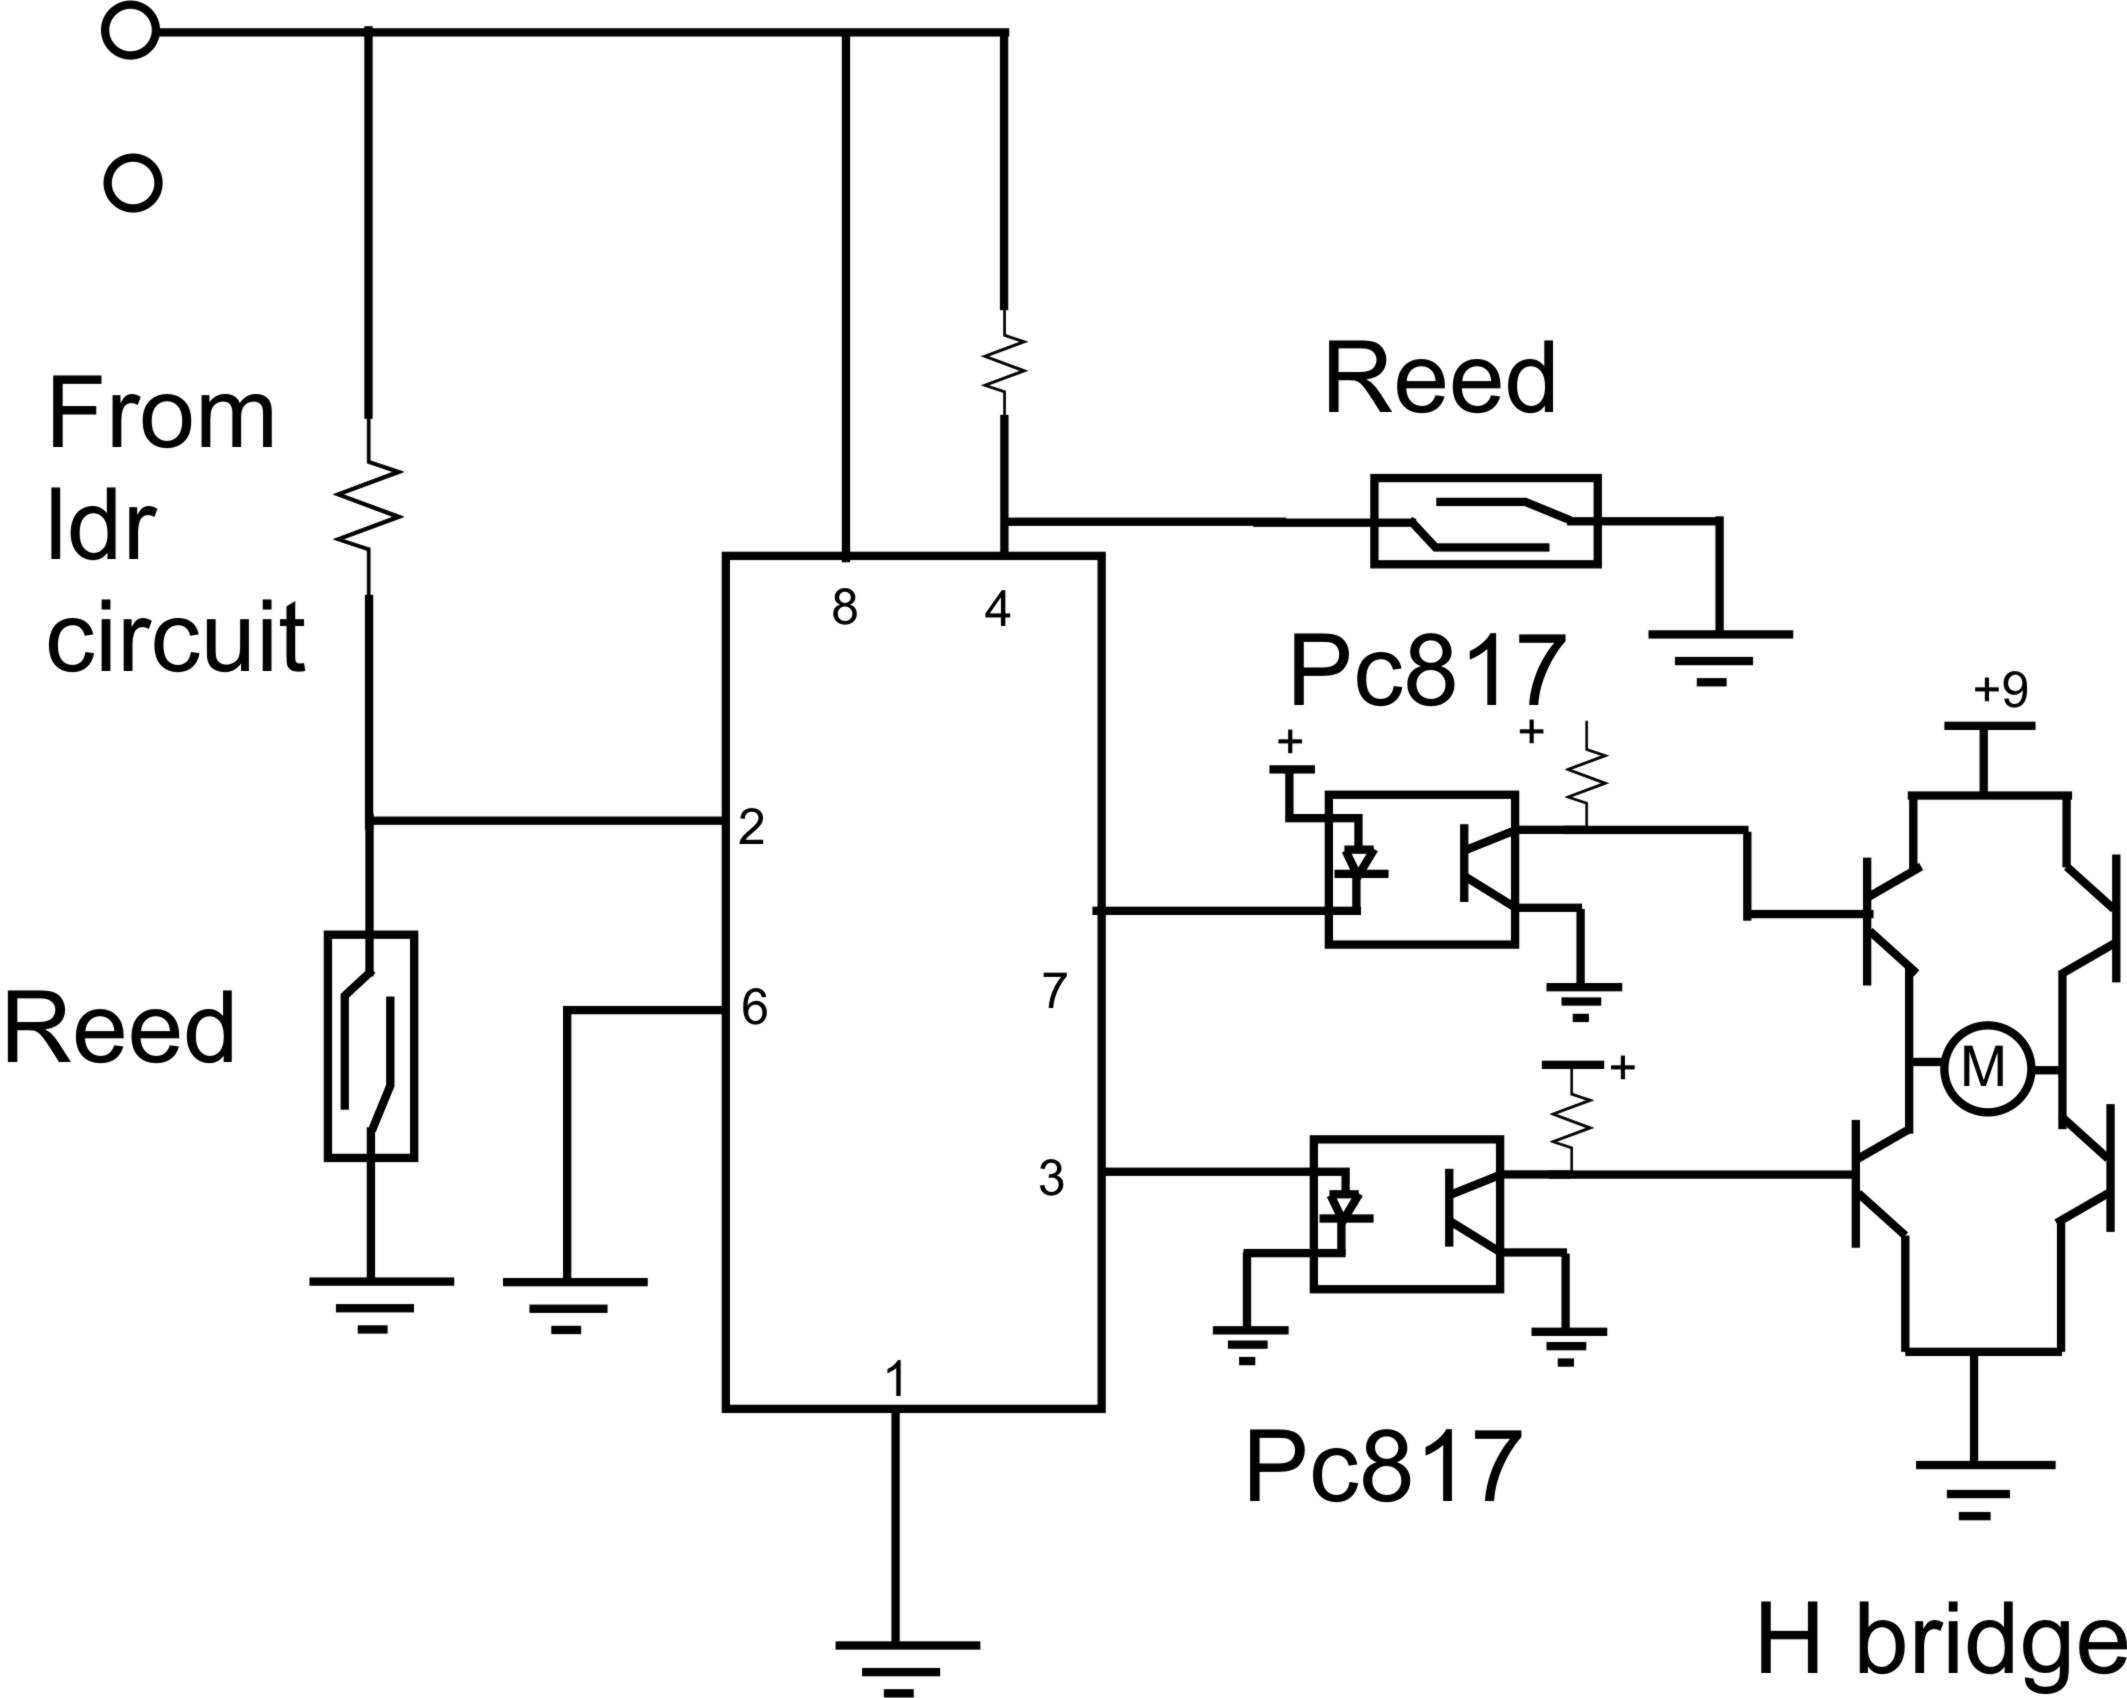 From
ldr
circuit
Reed
8
4
Pc817
+
+
+9
2
7
6
Reed
M
+
3
1
Pc817
H bridge